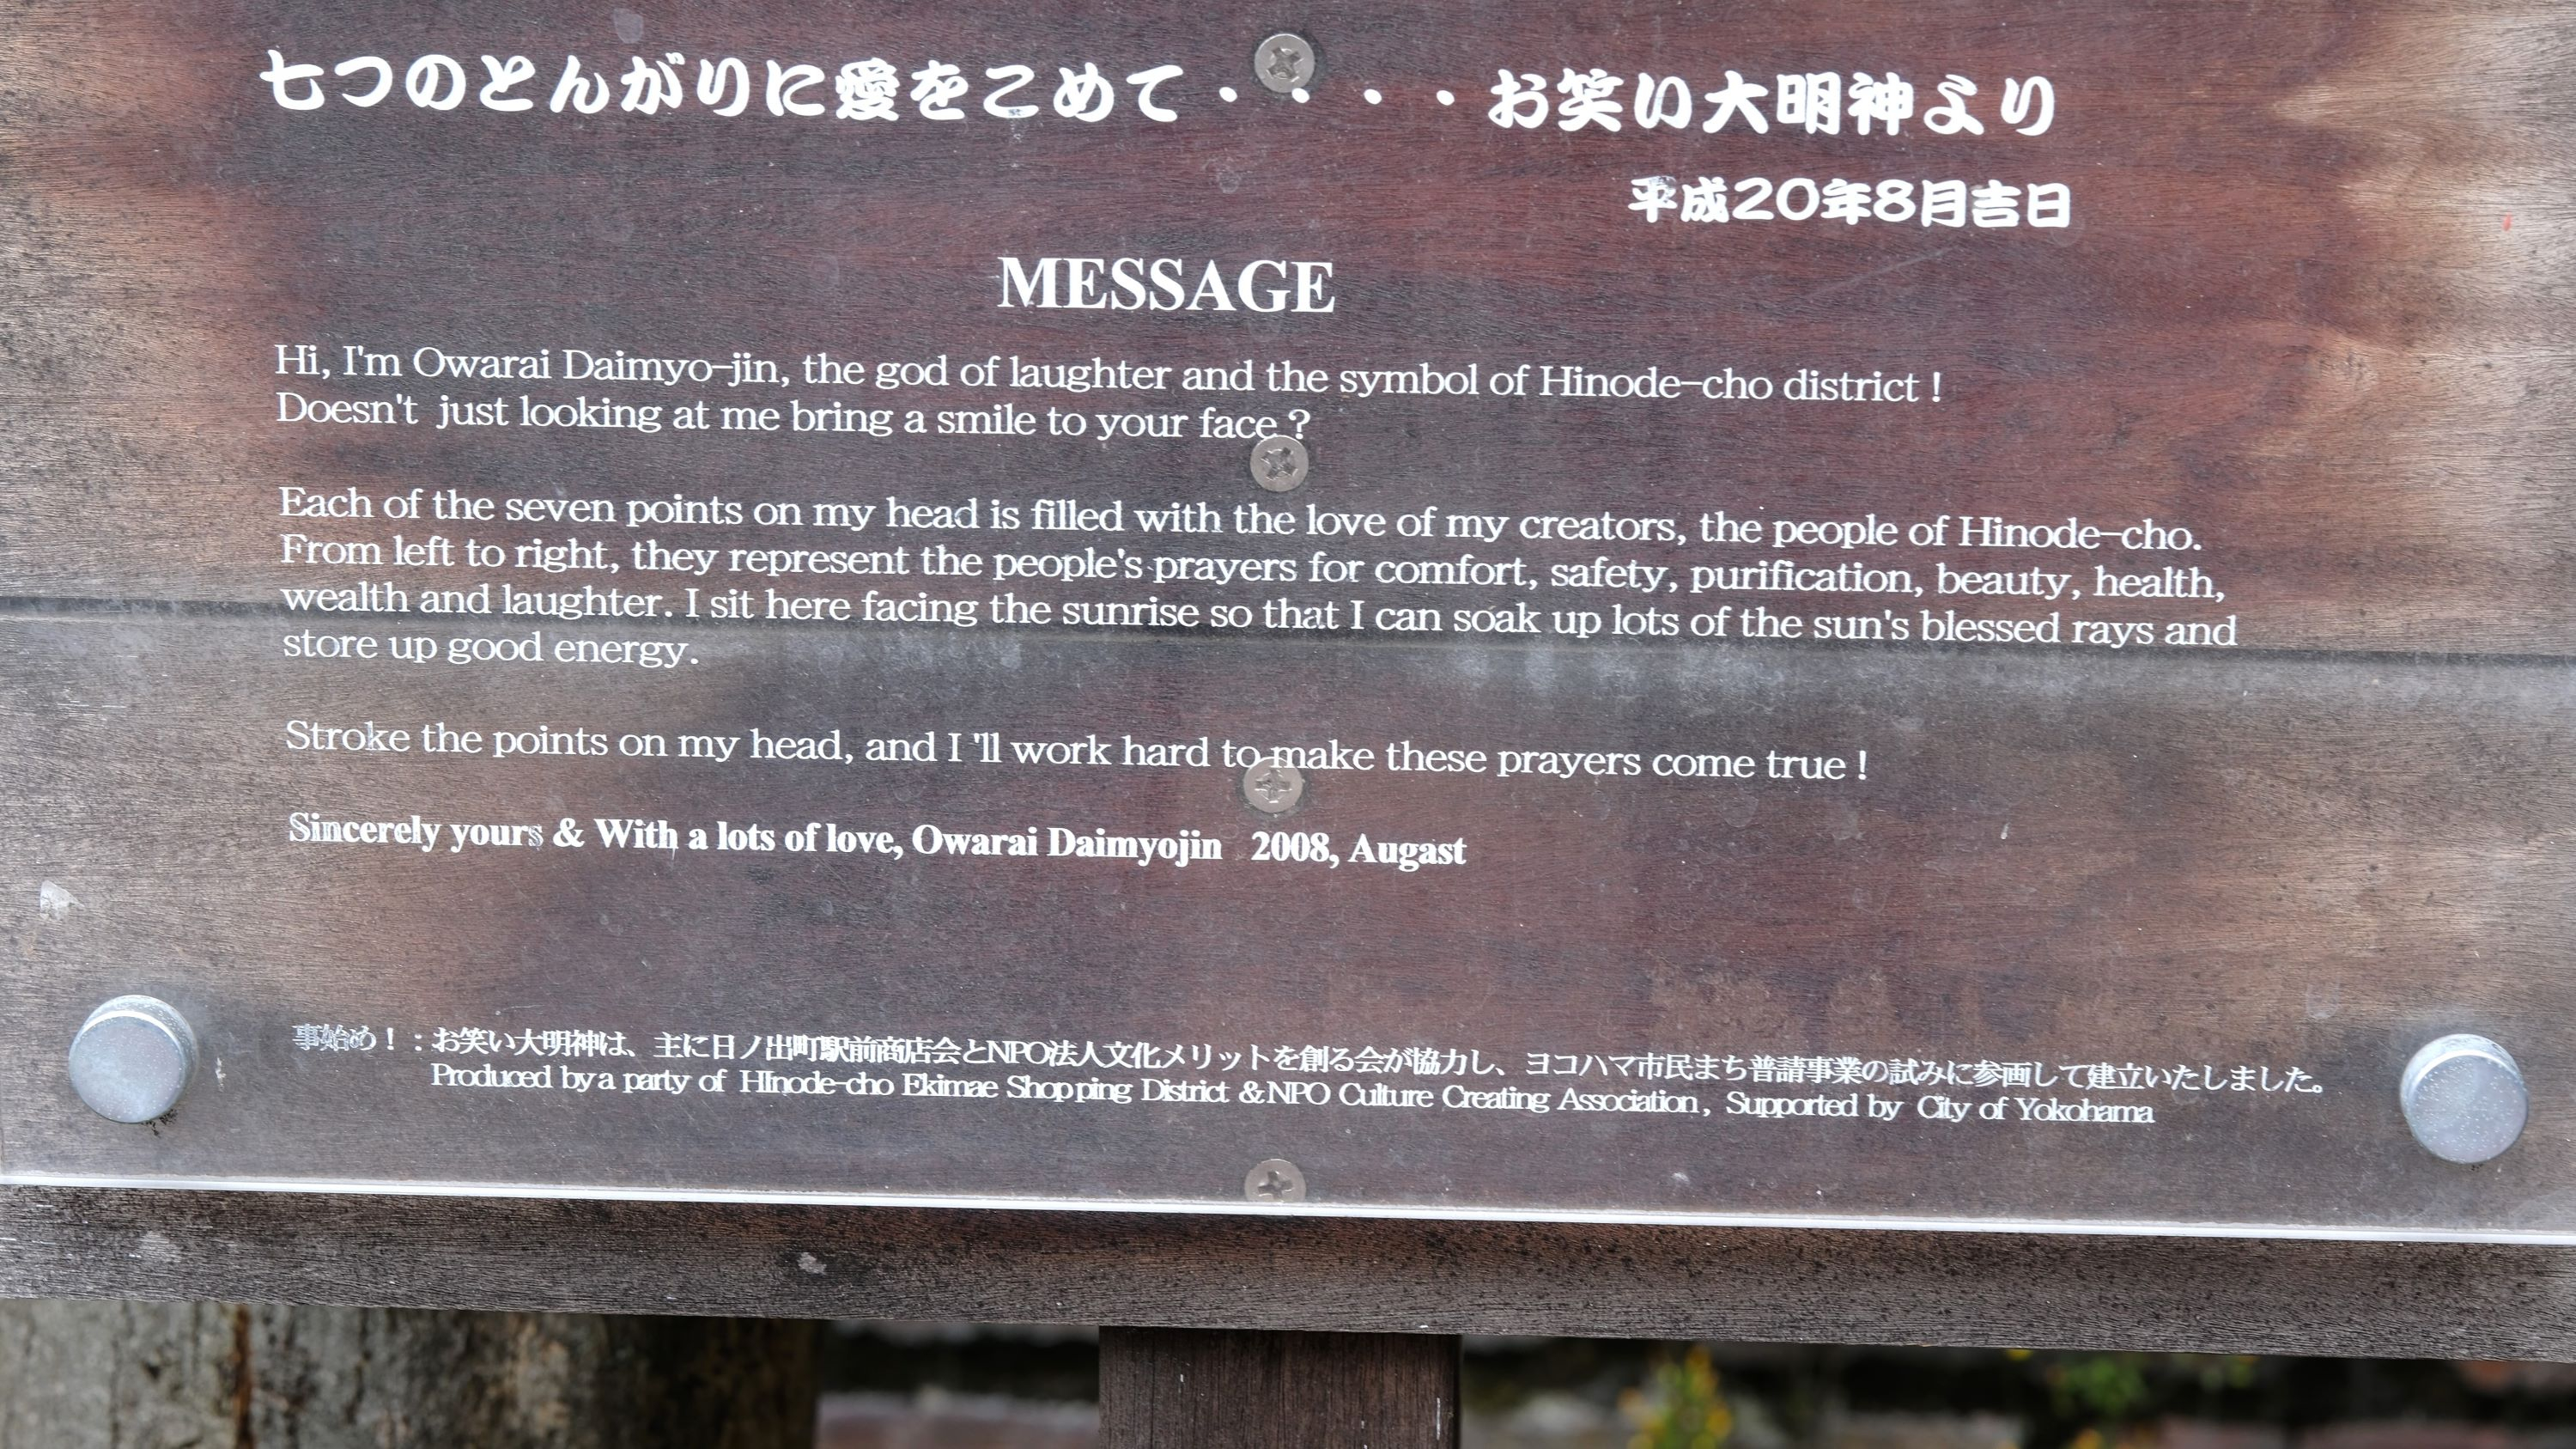 七つのとんがりに愛をこめて・・・・お笑い大明神より
平成20年8月吉日
MESSAGE
Hi, I'm Owarai Daimyo-jin, the god of laughter and the symbol of Hinode-cho district !
Doesn't just looking at me bring a smile to your face ?
Each of the seven points on my head is filled with the love of my creators, the people of Hinode-cho.
From left to right, they represent the people's prayers for comfort, safety, purification, beauty, health,
wealth and laughter. I sit here facing the sunrise so that I can soak up lots of the sun's blessed rays and
store up good energy.
Stroke the points on my head, and I 'll work hard to make these prayers come true !
Sincerely yours & With a lots of love, Owarai Daimyojin 2008, Augast
事始め！：お笑い大明神は、主に日ノ出町駅前商店会とNPO法人文化メリットを創る会が協力し、ヨコハマ市民まち普請事業の試みに参画して建立いたしました。
Produced by a party of HInode-cho Ekimae Shopping District & NPO Culture Creating Association, Supported by City of Yokohama